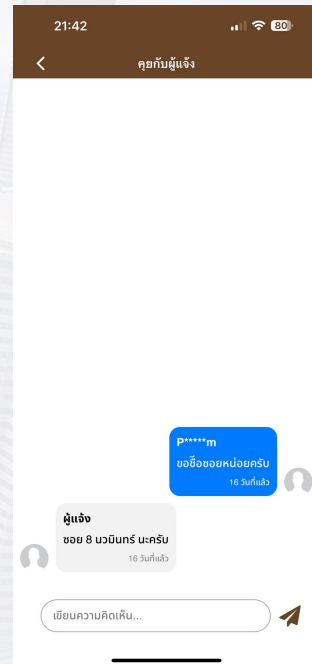 21:42
80
คุยกับผู้แจ้ง
P*****m
ขอชื่อซอยหน่อยครับ
16 วันที่แล้ว
ผู้แจ้ง
ซอย 8 นวมินทร์ นะครับ
16 วันที่แล้ว
เขียนความคิดเห็น...